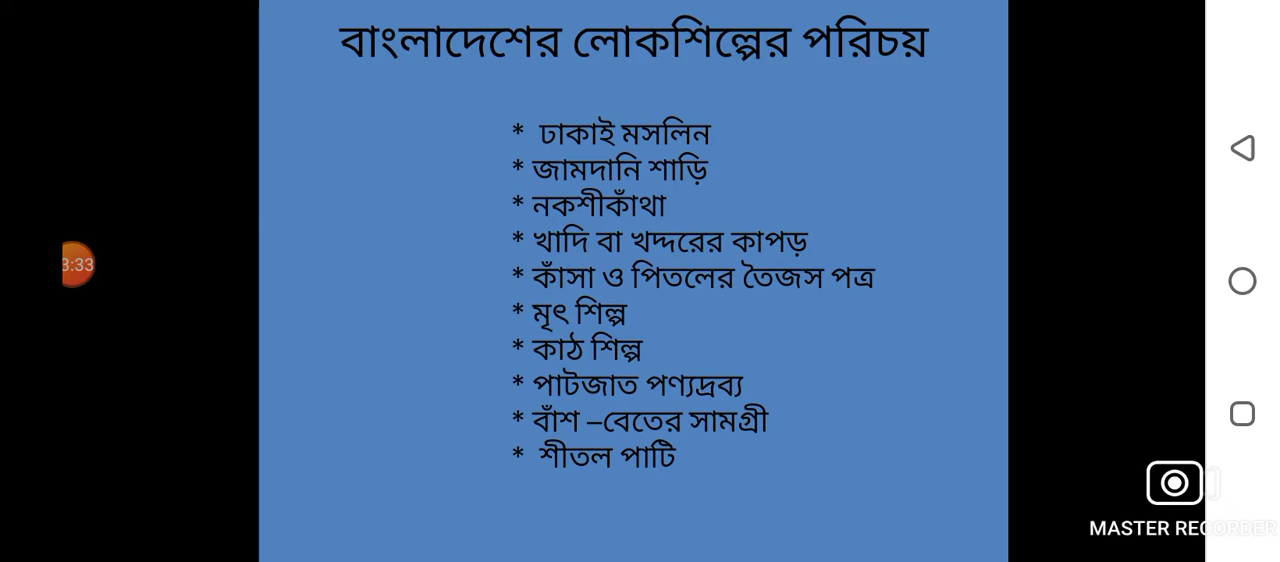 বাংলাদেশের লোকশিল্পের পরিচয়
* ঢাকাই মসলিন
* জামদানি শাড়ি
* নকশীকাঁথা
* খাদি বা খদ্দরের কাপড়
* কাঁসা ও পিতলের তৈজস পত্র
* মৃৎ শিল্প
* কাঠ শিল্প
* পাটজাত পণ্যদ্রব্য
* বাঁশ –বেতের সামগ্রী
* শীতল পাটি
3:33
MASTER RECORDER